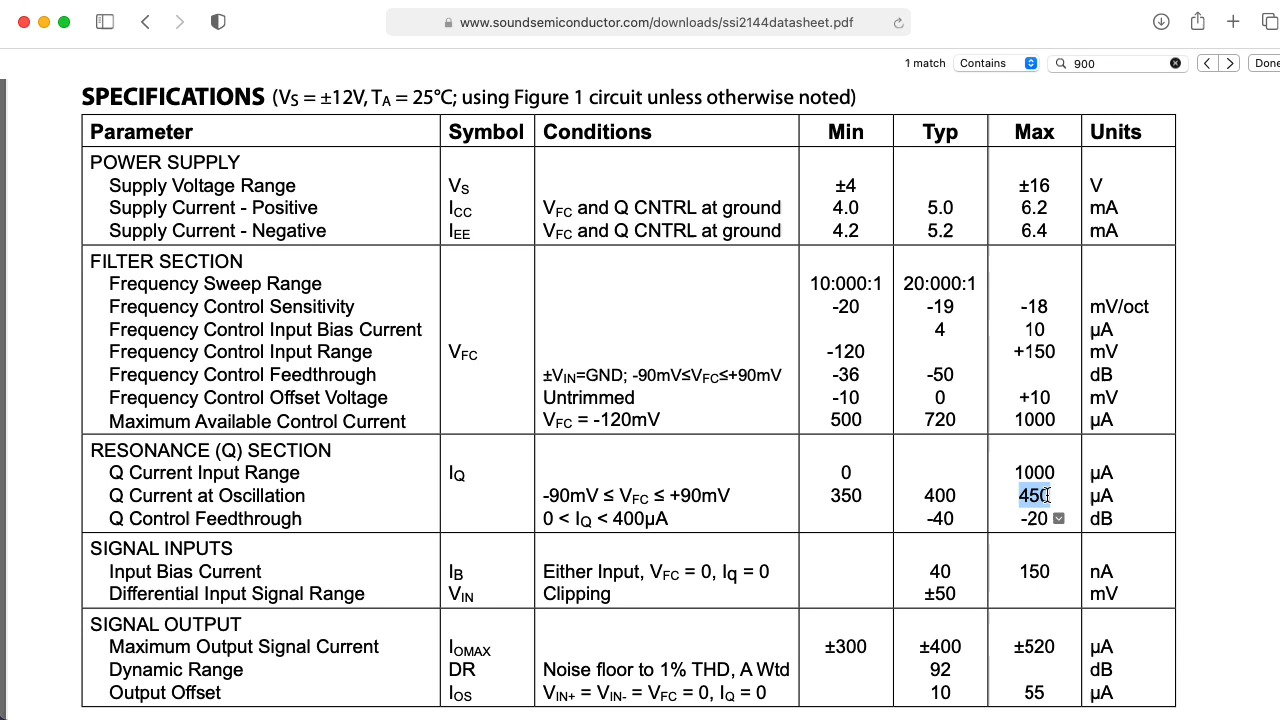 www.soundsemiconductor.com/downloads/ssi2144datasheet.pdf
1 match Contains 900 Done
SPECIFICATIONS (VS = ±12V, TA = 25°C; using Figure 1 circuit unless otherwise noted)
Parameter Symbol Conditions Min Typ Max Units
POWER SUPPLY
Supply Voltage Range VS ±4 ±16 V
Supply Current - Positive ICC VFC and Q CNTRL at ground 4.0 5.0 6.2 mA
Supply Current - Negative IEE VFC and Q CNTRL at ground 4.2 5.2 6.4 mA
FILTER SECTION
Frequency Sweep Range 10:000:1 20:000:1
Frequency Control Sensitivity -20 -19 -18 mV/oct
Frequency Control Input Bias Current 4 10 µA
Frequency Control Input Range VFC -120 +150 mV
Frequency Control Feedthrough ±VIN=GND; -90mV≤VFC≤+90mV -36 -50 dB
Frequency Control Offset Voltage Untrimmed -10 0 +10 mV
Maximum Available Control Current VFC = -120mV 500 720 1000 µA
RESONANCE (Q) SECTION
Q Current Input Range IQ 0 1000 µA
Q Current at Oscillation -90mV ≤ VFC ≤ +90mV 350 400 450 µA
Q Control Feedthrough 0 < IQ < 400µA -40 -20 dB
SIGNAL INPUTS
Input Bias Current IB Either Input, VFC = 0, Iq = 0 40 150 nA
Differential Input Signal Range VIN Clipping ±50 mV
SIGNAL OUTPUT
Maximum Output Signal Current IOMAX ±300 ±400 ±520 µA
Dynamic Range DR Noise floor to 1% THD, A Wtd 92 dB
Output Offset IOS VIN+ = VIN- = VFC = 0, IQ = 0 10 55 µA